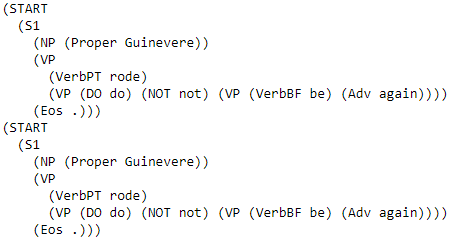 (START
  (S1
    (NP (Proper Guinevere))
    (VP
      (VerbPT rode)
      (VP (DO do) (NOT not) (VP (VerbBF be) (Adv again))))
    (Eos .)))
(START
  (S1
    (NP (Proper Guinevere))
    (VP
      (VerbPT rode)
      (VP (DO do) (NOT not) (VP (VerbBF be) (Adv again))))
    (Eos .)))